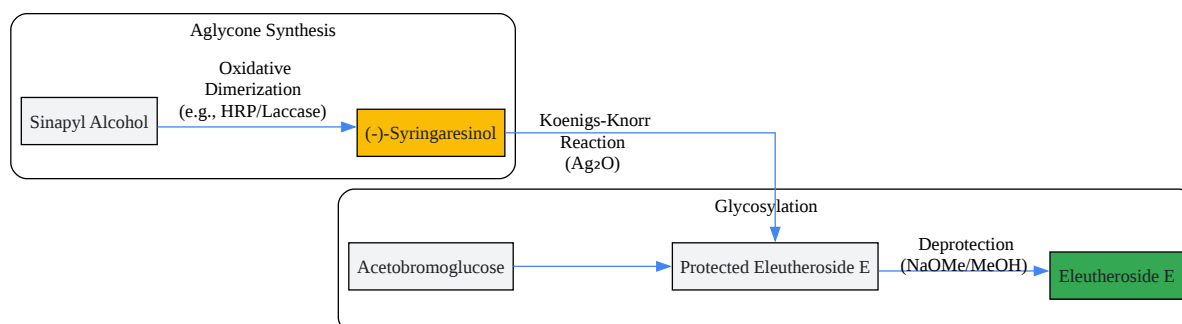 Aglycone Synthesis
Oxidative
Dimerization
(e.g., HRP/Laccase)
Sinapyl Alcohol
(-)-Syringaresinol
Koenigs-Knorr
Reaction
(Ag₂O)
Glycosylation
Acetobromoglucose
Protected Eleutheroside E
Deprotection
(NaOMe/MeOH)
Eleutheroside E